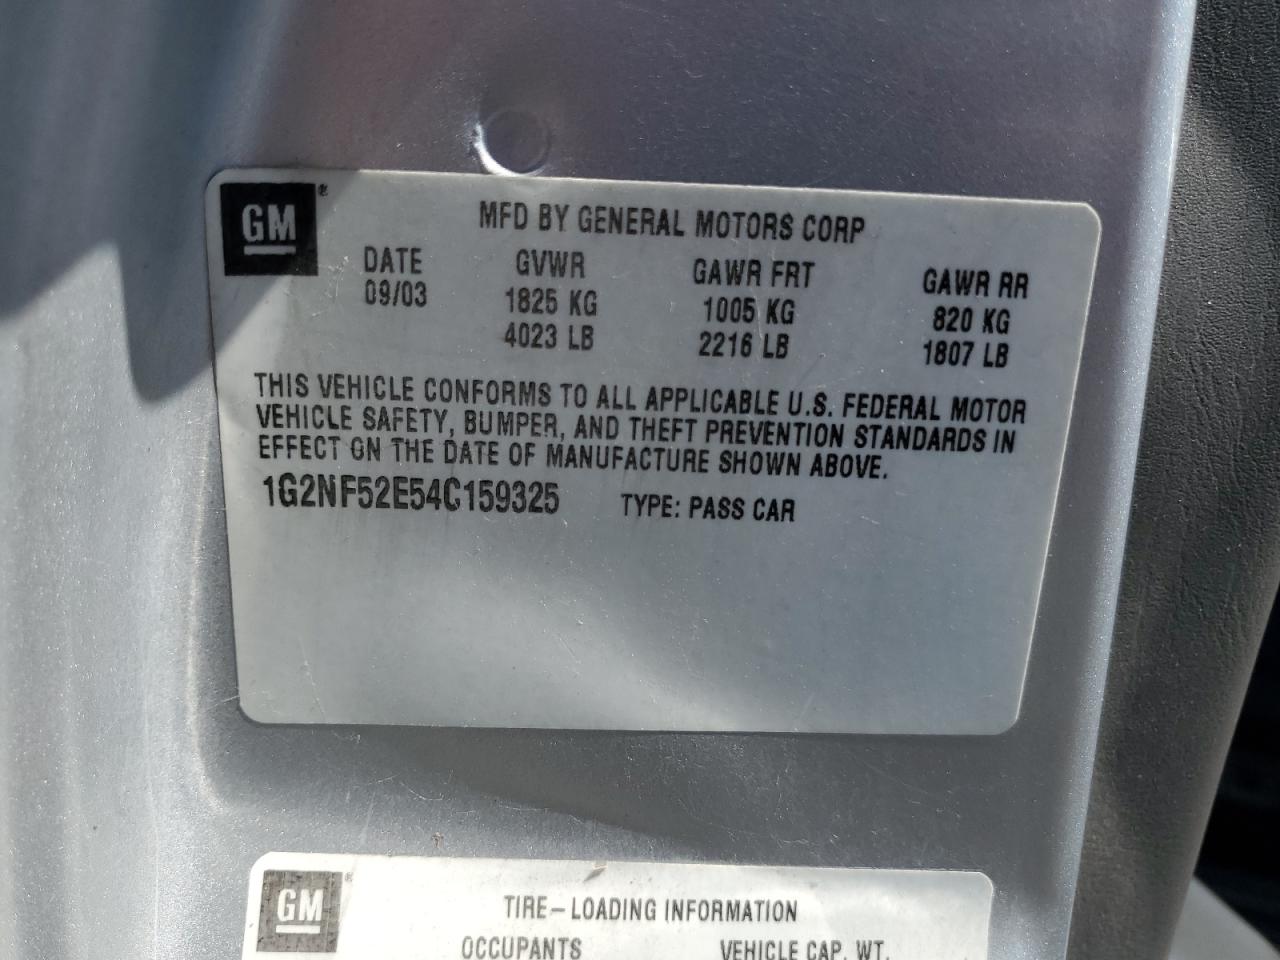 GM ®
MFD BY GENERAL MOTORS CORP
DATE GVWR GAWR FRT GAWR RR
09/03 1825 KG 1005 KG 820 KG
4023 LB 2216 LB 1807 LB
THIS VEHICLE CONFORMS TO ALL APPLICABLE U.S. FEDERAL MOTOR
VEHICLE SAFETY, BUMPER, AND THEFT PREVENTION STANDARDS IN
EFFECT ON THE DATE OF MANUFACTURE SHOWN ABOVE.
1G2NF52E54C159325 TYPE: PASS CAR
GM ®
TIRE-LOADING INFORMATION
OCCUPANTS VEHICLE CAP. WT.